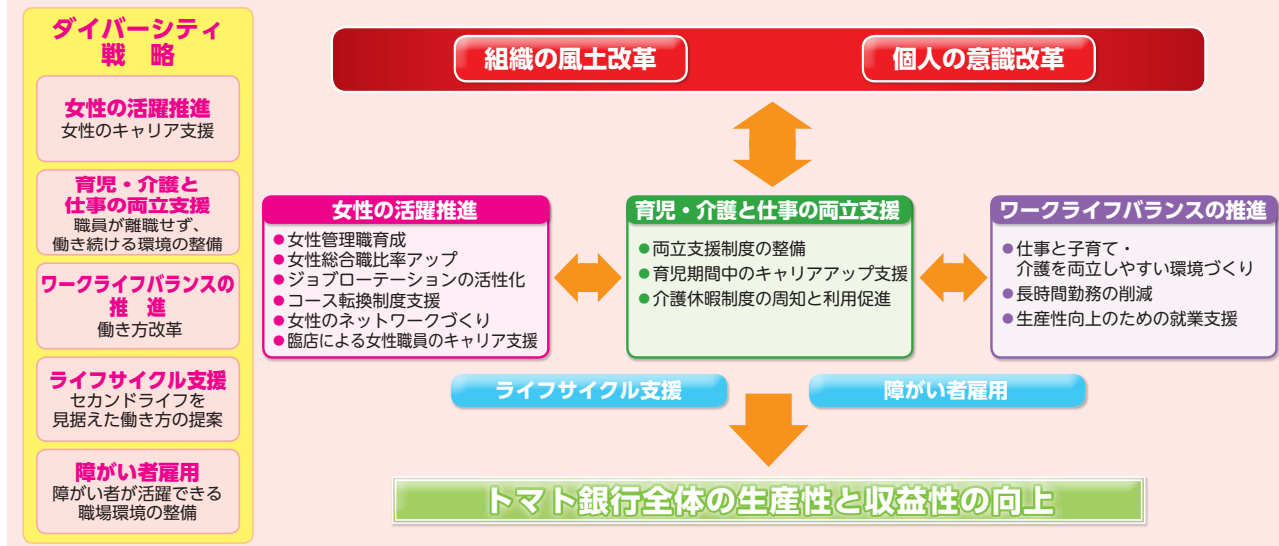 ダイバーシティ
戦 略
女性の活躍推進
女性のキャリア支援
育児・介護と
仕事の両立支援
職員が離職せず、
働き続ける環境の整備
ワークライフバランスの
推 進
働き方改革
ライフサイクル支援
セカンドライフを
見据えた働き方の提案
障がい者雇用
障がい者が活躍できる
職場環境の整備
組織の風土改革
個人の意識改革
女性の活躍推進
●女性管理職育成
●女性総合職比率アップ
●ジョブローテーションの活性化
●コース転換制度支援
●女性のネットワークづくり
●臨店による女性職員のキャリア支援
育児・介護と仕事の両立支援
●両立支援制度の整備
●育児期間中のキャリアアップ支援
●介護休暇制度の周知と利用促進
ワークライフバランスの推進
●仕事と子育て・
介護を両立しやすい環境づくり
●長時間勤務の削減
●生産性向上のための就業支援
ライフサイクル支援
障がい者雇用
トマト銀行全体の生産性と収益性の向上